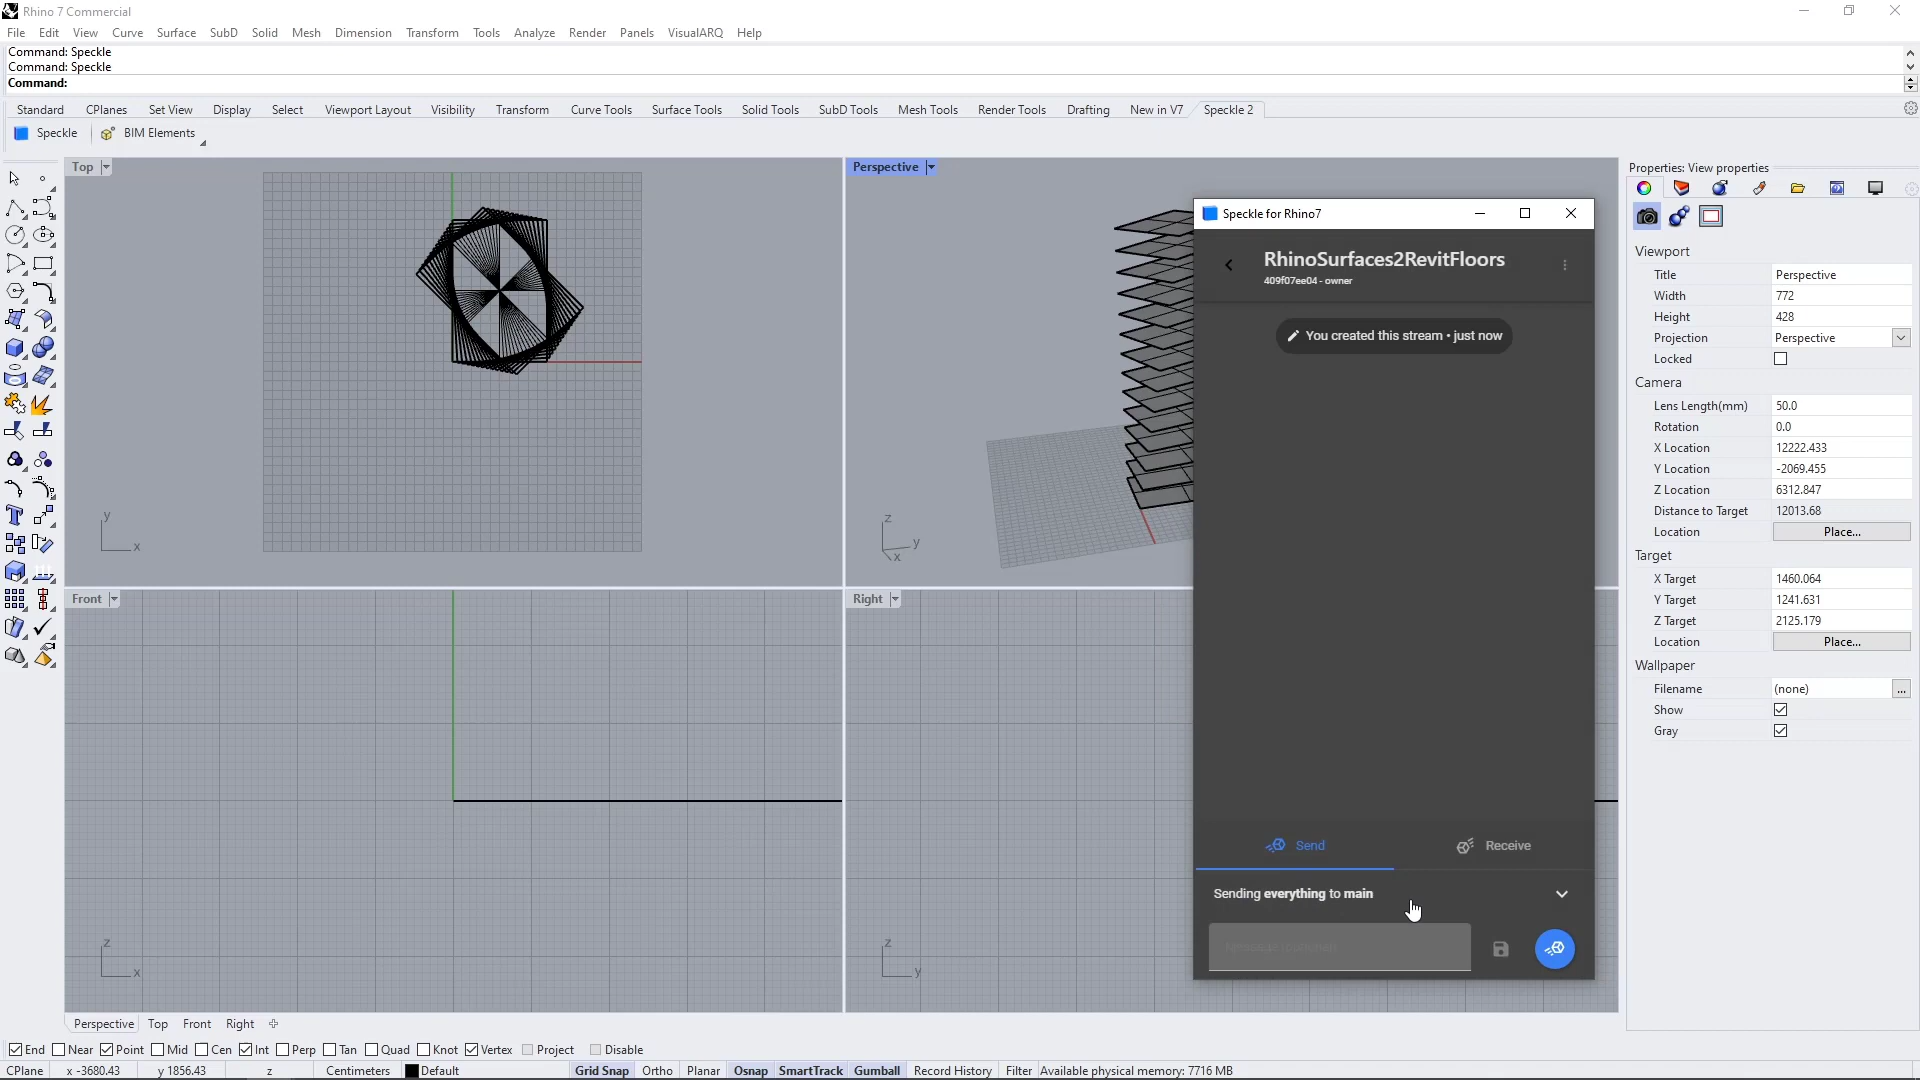 Rhino 7 Commercial
File Edit View Curve Surface SubD Solid Mesh Dimension Transform Tools Analyze Render Panels VisualARQ Help
Command: Speckle
Command: Speckle
Command:
Standard CPlanes Set View Display Select Viewport Layout Visibility Transform Curve Tools Surface Tools Solid Tools SubD Tools Mesh Tools Render Tools Drafting New in V7 Speckle 2
Speckle BIM Elements
Top
y
x
Perspective
z
y
x
Front
z
x
Right
z
y
Speckle for Rhino7
RhinoSurfaces2RevitFloors
409f07ee04 - owner
You created this stream • just now
Send Receive
Sending everything to main
Properties: View properties
Viewport
Title Perspective
Width 772
Height 428
Projection Perspective
Locked
Camera
Lens Length(mm) 50.0
Rotation 0.0
X Location 12222.433
Y Location -2069.455
Z Location 6312.847
Distance to Target 12013.68
Location Place...
Target
X Target 1460.064
Y Target 1241.631
Z Target 2125.179
Location Place...
Wallpaper
Filename (none) ...
Show
Gray
Perspective Top Front Right
End Near Point Mid Cen Int Perp Tan Quad Knot Vertex Project Disable
CPlane x -3680.43 y 1856.43 z Centimeters Default Grid Snap Ortho Planar Osnap SmartTrack Gumball Record History Filter Available physical memory: 7716 MB